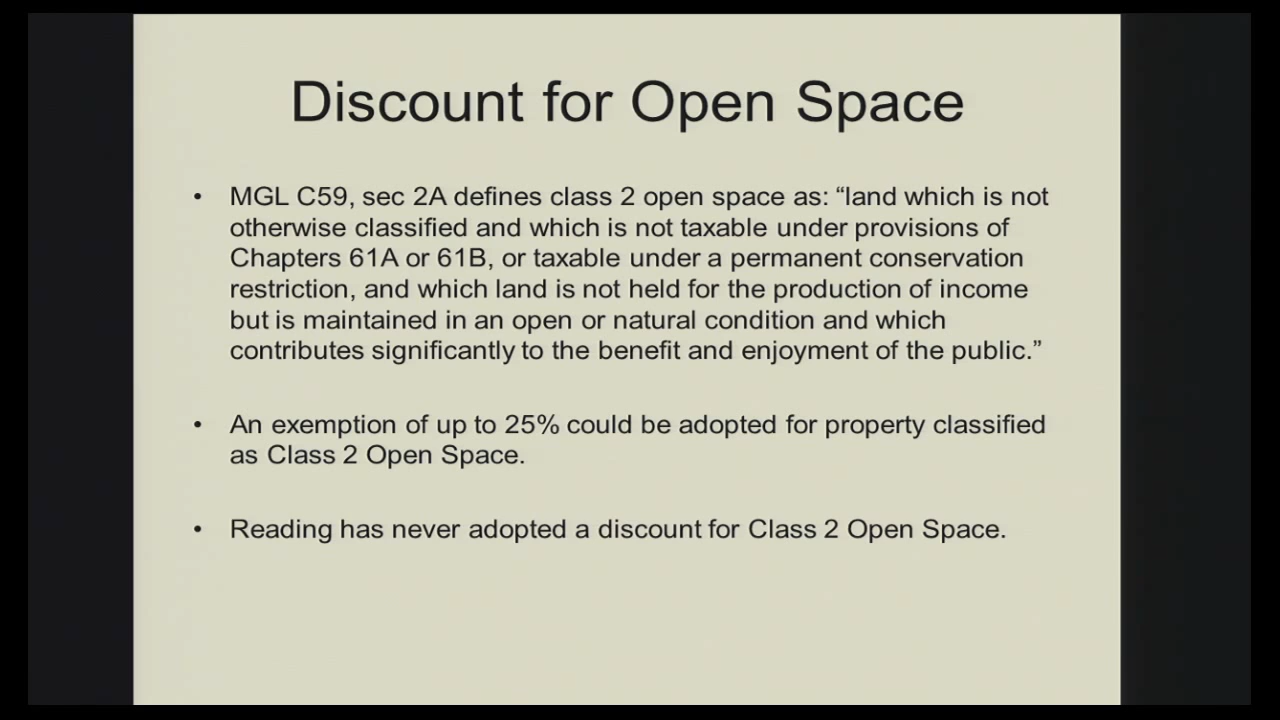 Discount for Open Space
• MGL C59, sec 2A defines class 2 open space as: “land which is not
otherwise classified and which is not taxable under provisions of
Chapters 61A or 61B, or taxable under a permanent conservation
restriction, and which land is not held for the production of income
but is maintained in an open or natural condition and which
contributes significantly to the benefit and enjoyment of the public.”
• An exemption of up to 25% could be adopted for property classified
as Class 2 Open Space.
• Reading has never adopted a discount for Class 2 Open Space.